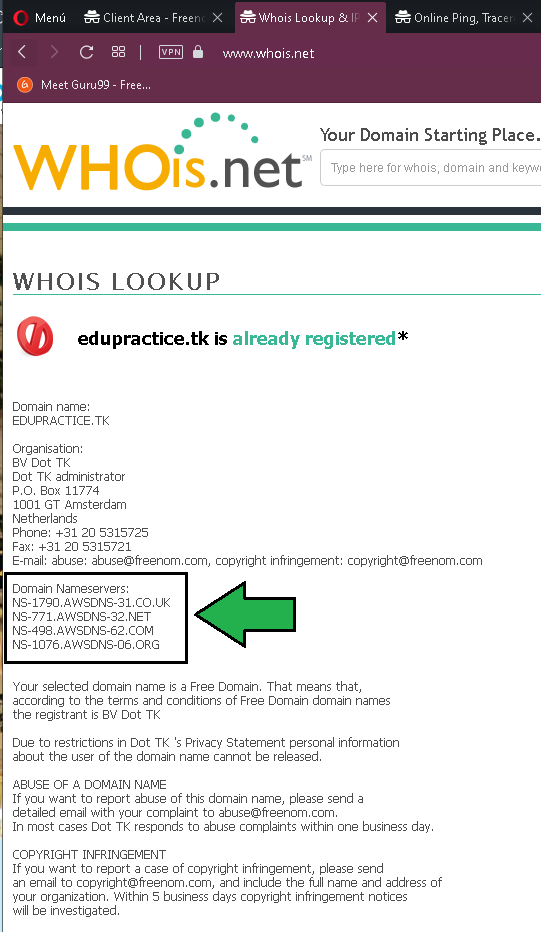 Menú
Client Area - Freen
Whois Lookup & IP
Online Ping, Tracer
VPN
www.whois.net
Meet Guru99 - Free...
WHOis.net SM
Your Domain Starting Place.
Type here for whois, domain and keyw
WHOIS LOOKUP
edupractice.tk is already registered*
Domain name:
EDUPRACTICE.TK
Organisation:
BV Dot TK
Dot TK administrator
P.O. Box 11774
1001 GT Amsterdam
Netherlands
Phone: +31 20 5315725
Fax: +31 20 5315721
E-mail: abuse: abuse@freenom.com, copyright infringement: copyright@freenom.com
Domain Nameservers:
NS-1790.AWSDNS-31.CO.UK
NS-771.AWSDNS-32.NET
NS-498.AWSDNS-62.COM
NS-1076.AWSDNS-06.ORG
Your selected domain name is a Free Domain. That means that,
according to the terms and conditions of Free Domain domain names
the registrant is BV Dot TK
Due to restrictions in Dot TK 's Privacy Statement personal information
about the user of the domain name cannot be released.
ABUSE OF A DOMAIN NAME
If you want to report abuse of this domain name, please send a
detailed email with your complaint to abuse@freenom.com.
In most cases Dot TK responds to abuse complaints within one business day.
COPYRIGHT INFRINGEMENT
If you want to report a case of copyright infringement, please send
an email to copyright@freenom.com, and include the full name and address of
your organization. Within 5 business days copyright infringement notices
will be investigated.